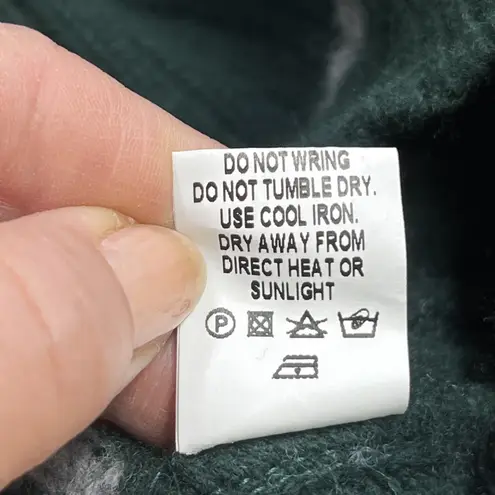 DO NOT WRING
DO NOT TUMBLE DRY.
USE COOL IRON.
DRY AWAY FROM
DIRECT HEAT OR
SUNLIGHT
P